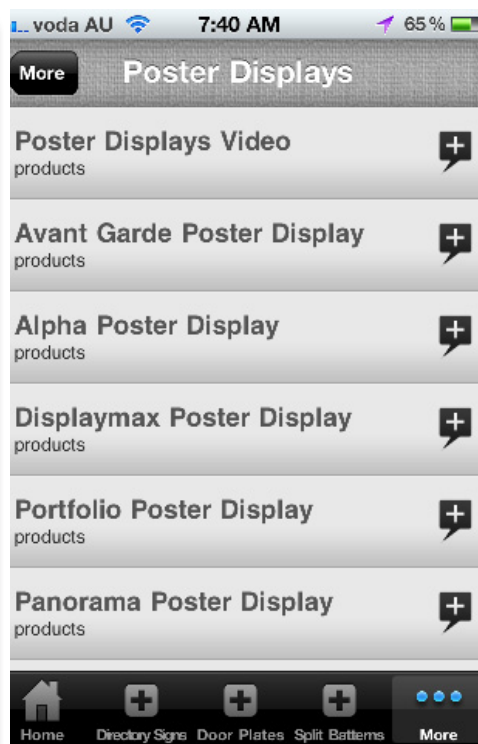 voda AU 7:40 AM 65 %
More Poster Displays
Poster Displays Video
products
Avant Garde Poster Display
products
Alpha Poster Display
products
Displaymax Poster Display
products
Portfolio Poster Display
products
Panorama Poster Display
products
Home Directory Signs Door Plates Split Battems More